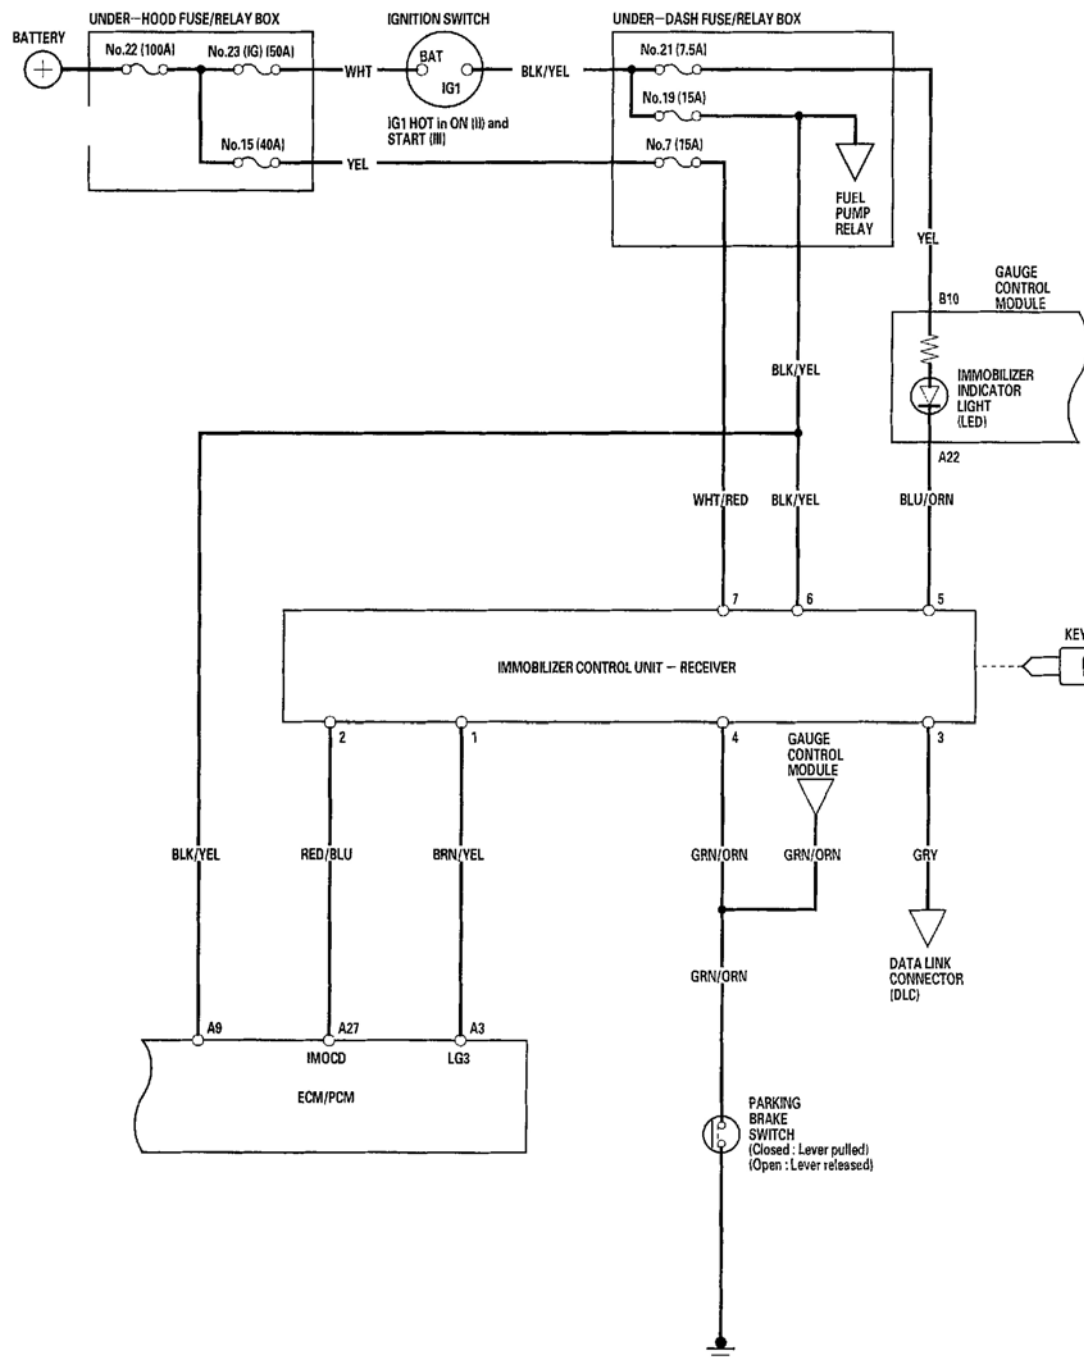 UNDER-HOOD FUSE/RELAY BOX
IGNITION SWITCH
UNDER-DASH FUSE/RELAY BOX
BATTERY
No.22 (100A)
No.23 (IG) (50A)
WHT
BAT
IG1
BLK/YEL
No.21 (7.5A)
No.19 (15A)
IG1 HOT in ON (II) and
START (III)
No.15 (40A)
YEL
No.7 (15A)
FUEL
PUMP
RELAY
YEL
GAUGE
CONTROL
MODULE
B10
BLK/YEL
IMMOBILIZER
INDICATOR
LIGHT
(LED)
A22
WHT/RED
BLK/YEL
BLU/ORN
7
6
5
KEY
IMMOBILIZER CONTROL UNIT - RECEIVER
2
1
4
3
GAUGE
CONTROL
MODULE
BLK/YEL
RED/BLU
BRN/YEL
GRN/ORN
GRN/ORN
GRY
GRN/ORN
DATA LINK
CONNECTOR
(DLC)
A9
A27
A3
IMOCD
LG3
ECM/PCM
PARKING
BRAKE
SWITCH
(Closed : Lever pulled)
(Open : Lever released)